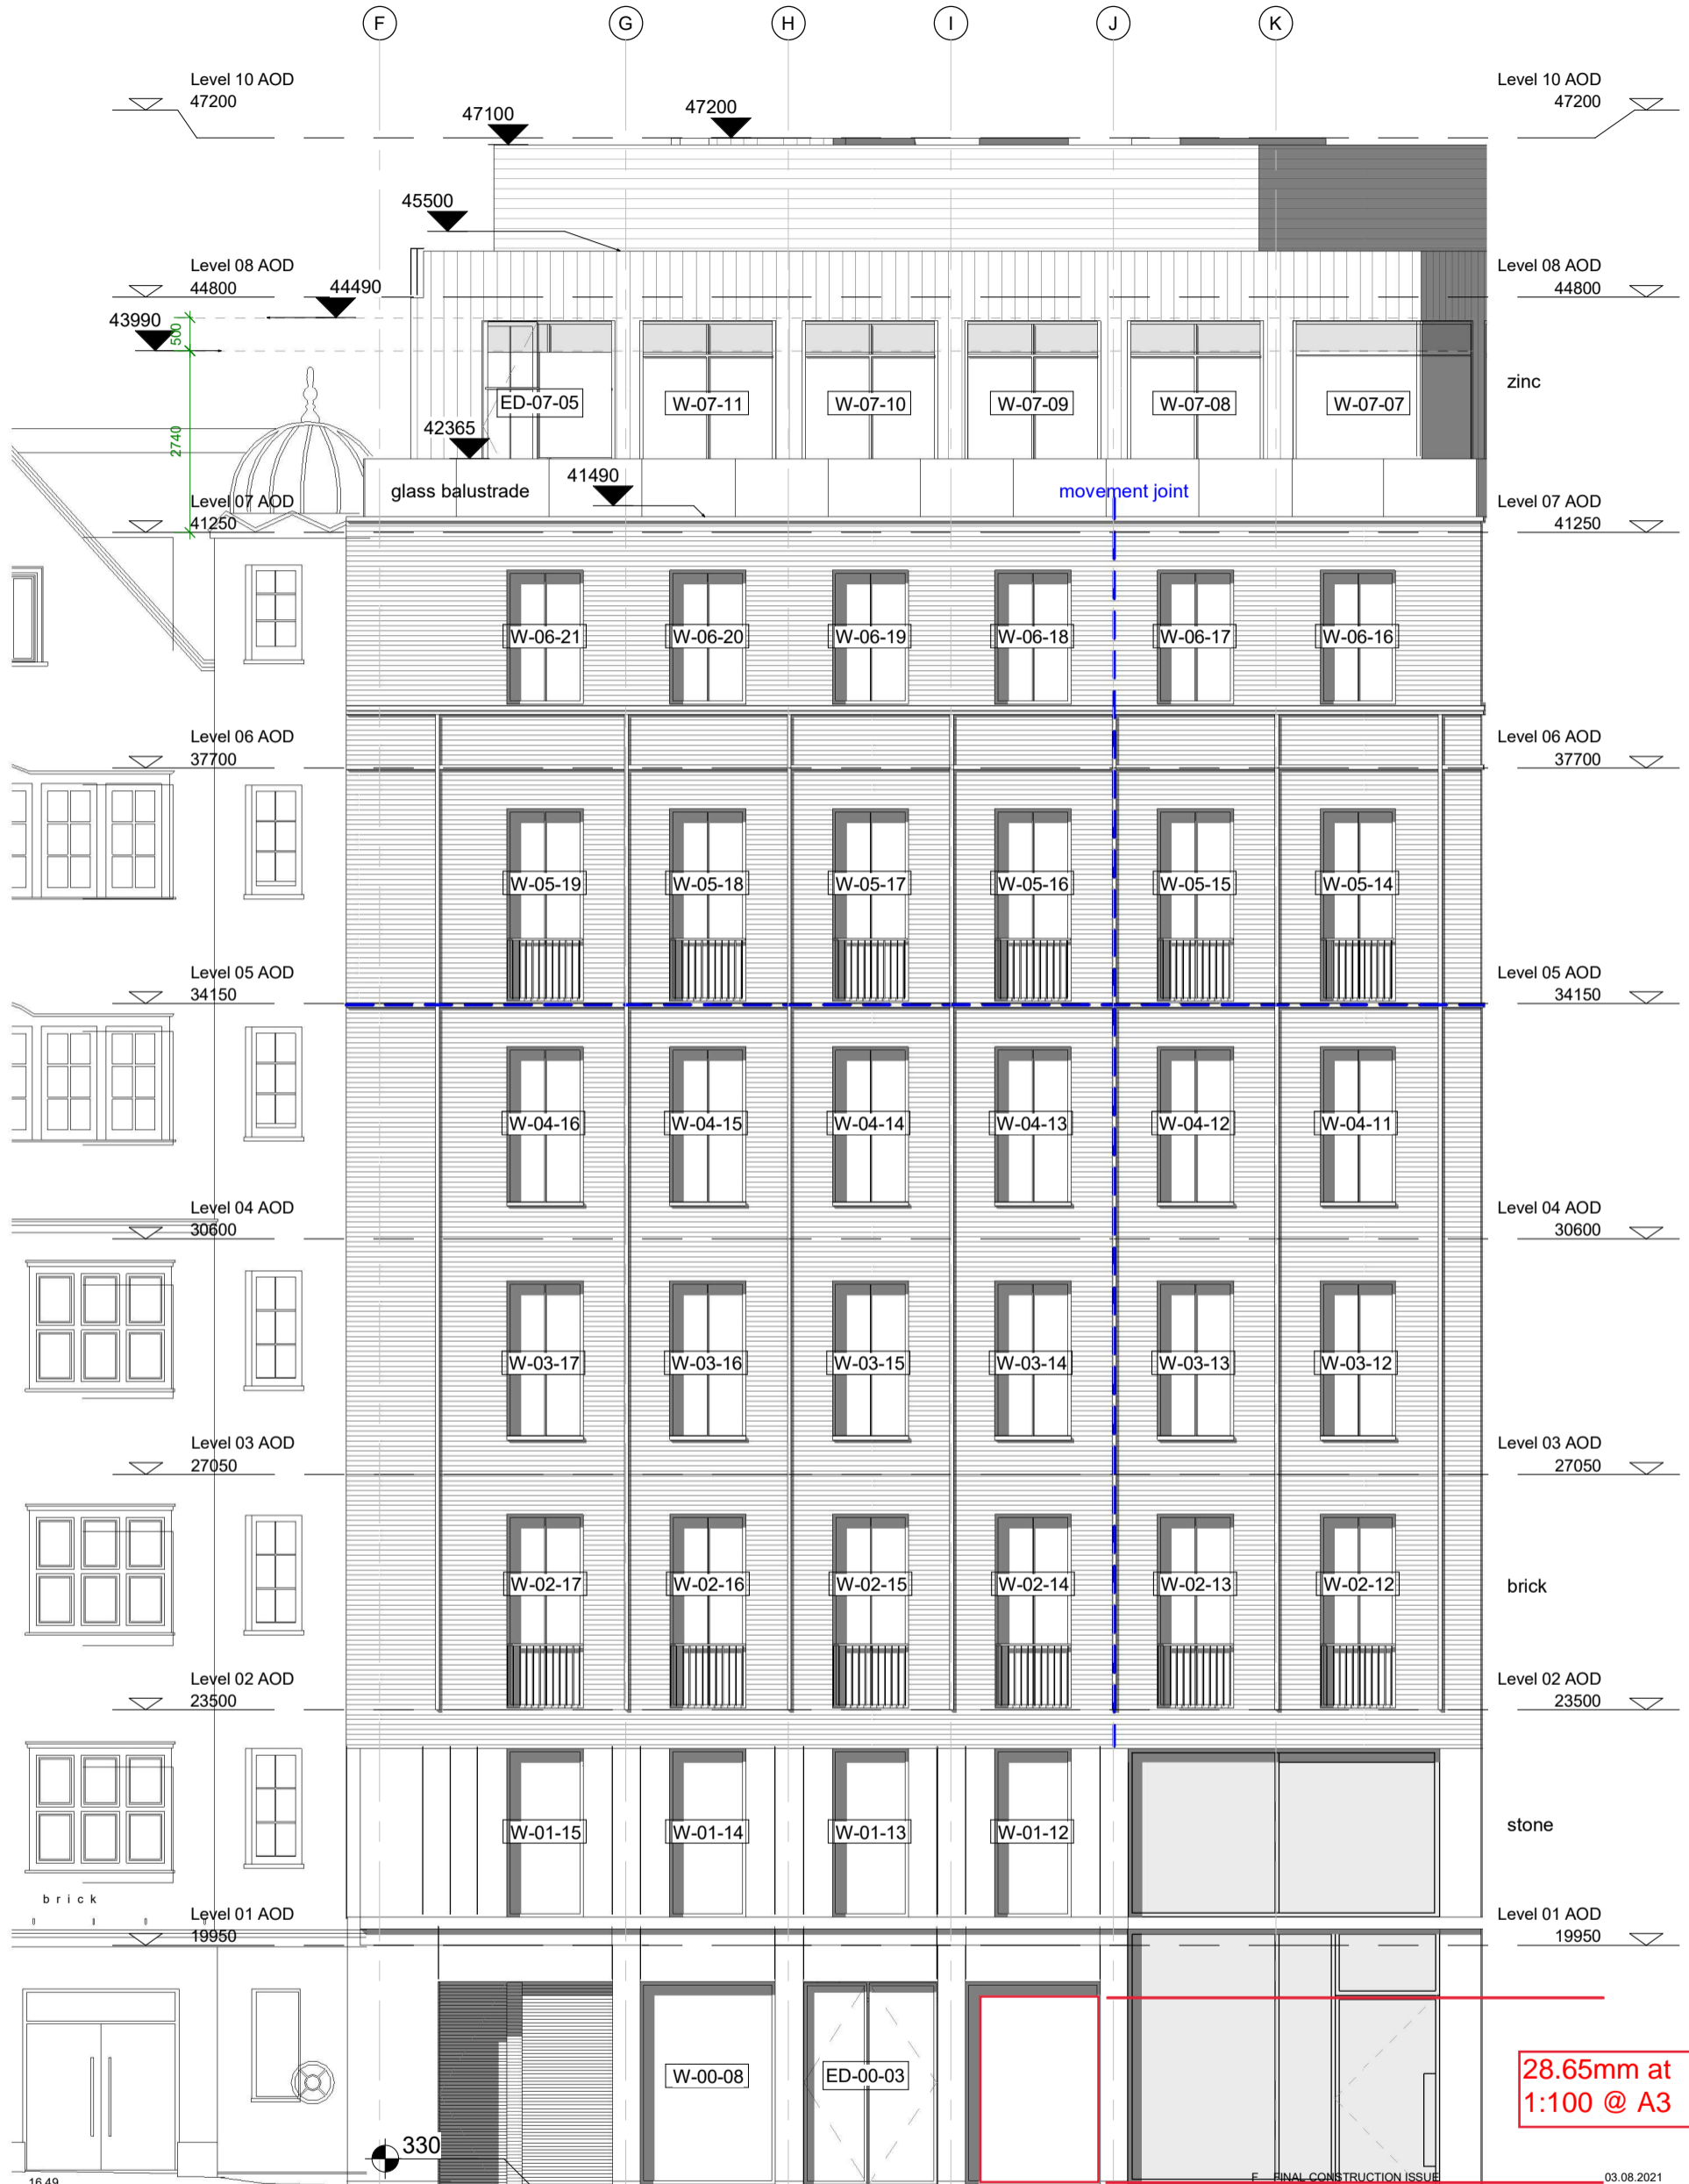 F G H I J K
Level 10 AOD
47200
Level 10 AOD
47200
47100
47200
45500
Level 08 AOD
44800
Level 08 AOD
44800
44490
43990
500
2740
zinc
ED-07-05
W-07-11
W-07-10
W-07-09
W-07-08
W-07-07
42365
glass balustrade
41490
movement joint
Level 07 AOD
41250
Level 07 AOD
41250
W-06-21
W-06-20
W-06-19
W-06-18
W-06-17
W-06-16
Level 06 AOD
37700
Level 06 AOD
37700
W-05-19
W-05-18
W-05-17
W-05-16
W-05-15
W-05-14
Level 05 AOD
34150
Level 05 AOD
34150
W-04-16
W-04-15
W-04-14
W-04-13
W-04-12
W-04-11
Level 04 AOD
30600
Level 04 AOD
30600
W-03-17
W-03-16
W-03-15
W-03-14
W-03-13
W-03-12
Level 03 AOD
27050
Level 03 AOD
27050
W-02-17
W-02-16
W-02-15
W-02-14
W-02-13
W-02-12
brick
Level 02 AOD
23500
Level 02 AOD
23500
W-01-15
W-01-14
W-01-13
W-01-12
stone
brick
Level 01 AOD
19950
Level 01 AOD
19950
W-00-08
ED-00-03
28.65mm at
1:100 @ A3
330
16.49
F FINAL CONSTRUCTION ISSUE 03.08.2021